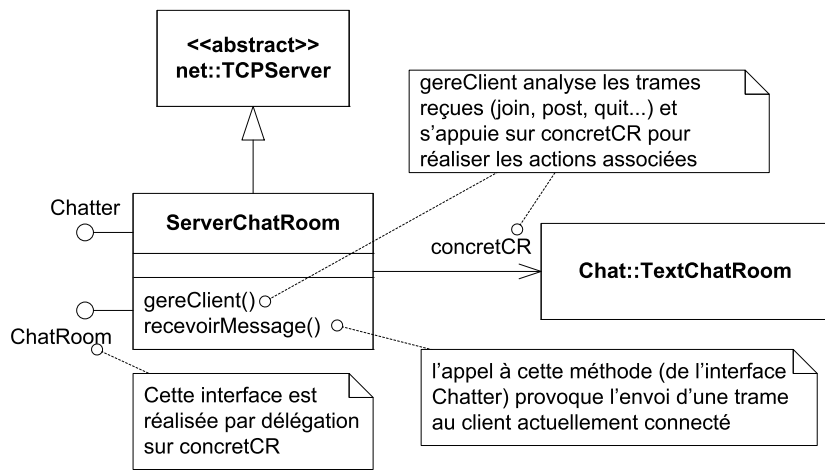 <<abstract>>
net::TCPServer
gereClient analyse les trames
reçues (join, post, quit...) et
s'appuie sur concretCR pour
réaliser les actions associées
Chatter
ServerChatRoom
concretCR
Chat::TextChatRoom
gereClient()
recevoirMessage()
ChatRoom
Cette interface est
réalisée par délégation
sur concretCR
l'appel à cette méthode (de l'interface
Chatter) provoque l'envoi d'une trame
au client actuellement connecté